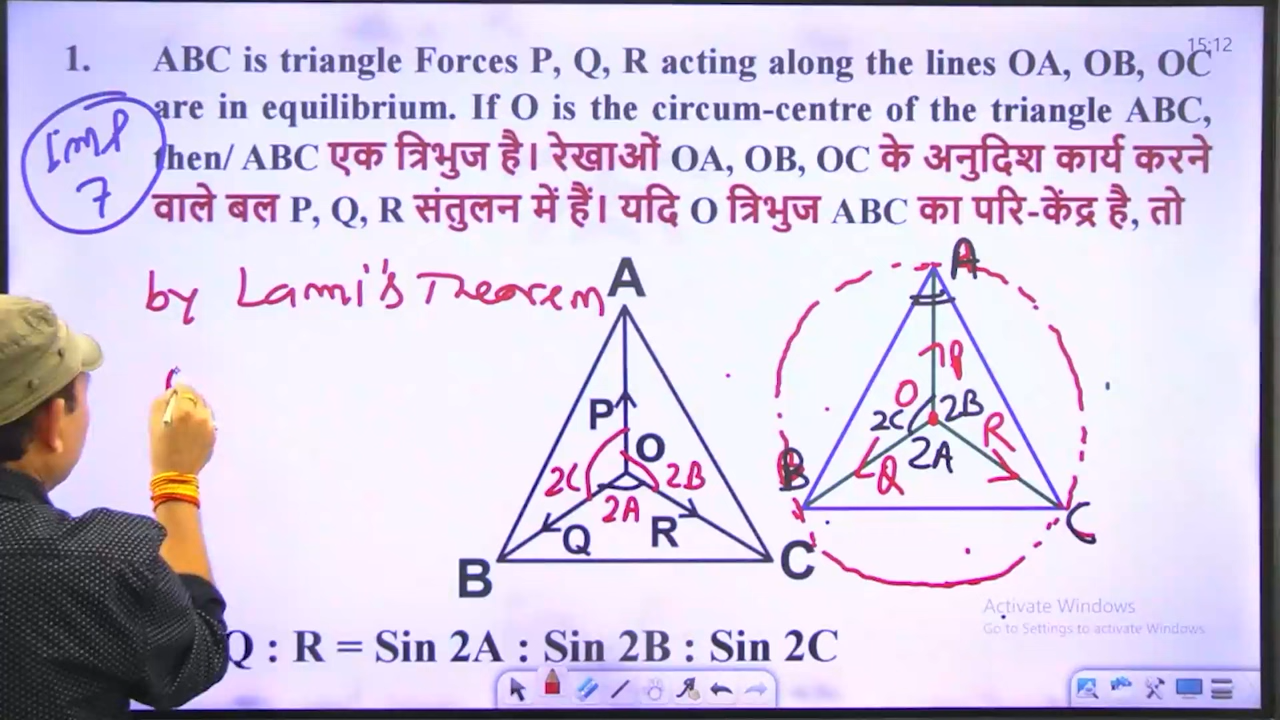 15:12
1. ABC is triangle Forces P, Q, R acting along the lines OA, OB, OC
are in equilibrium. If O is the circum-centre of the triangle ABC,
then/ ABC एक त्रिभुज है। रेखाओं OA, OB, OC के अनुदिश कार्य करने
वाले बल P, Q, R संतुलन में हैं। यदि O त्रिभुज ABC का परि-केंद्र है, तो
IMP
7
by Lami's Theorem
A
P
O
2C
2B
2A
Q
R
B
C
A
P
O
2C
2B
R
2A
Q
B
C
Q : R = Sin 2A : Sin 2B : Sin 2C
Activate Windows
Go to Settings to activate Windows.